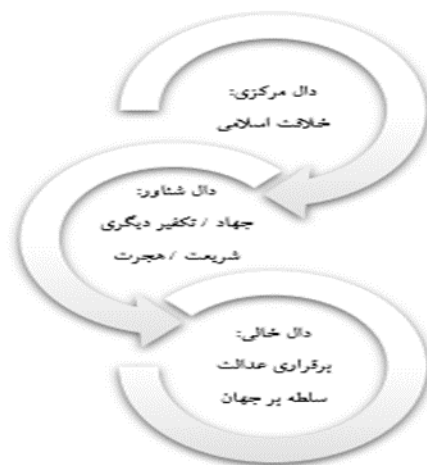 دال مرکزی:
خلافت اسلامی
دال شناور:
جهاد / تکفیر دیگری
شریعت / هجرت
دال خالی:
برقراری عدالت
سلطه بر جهان